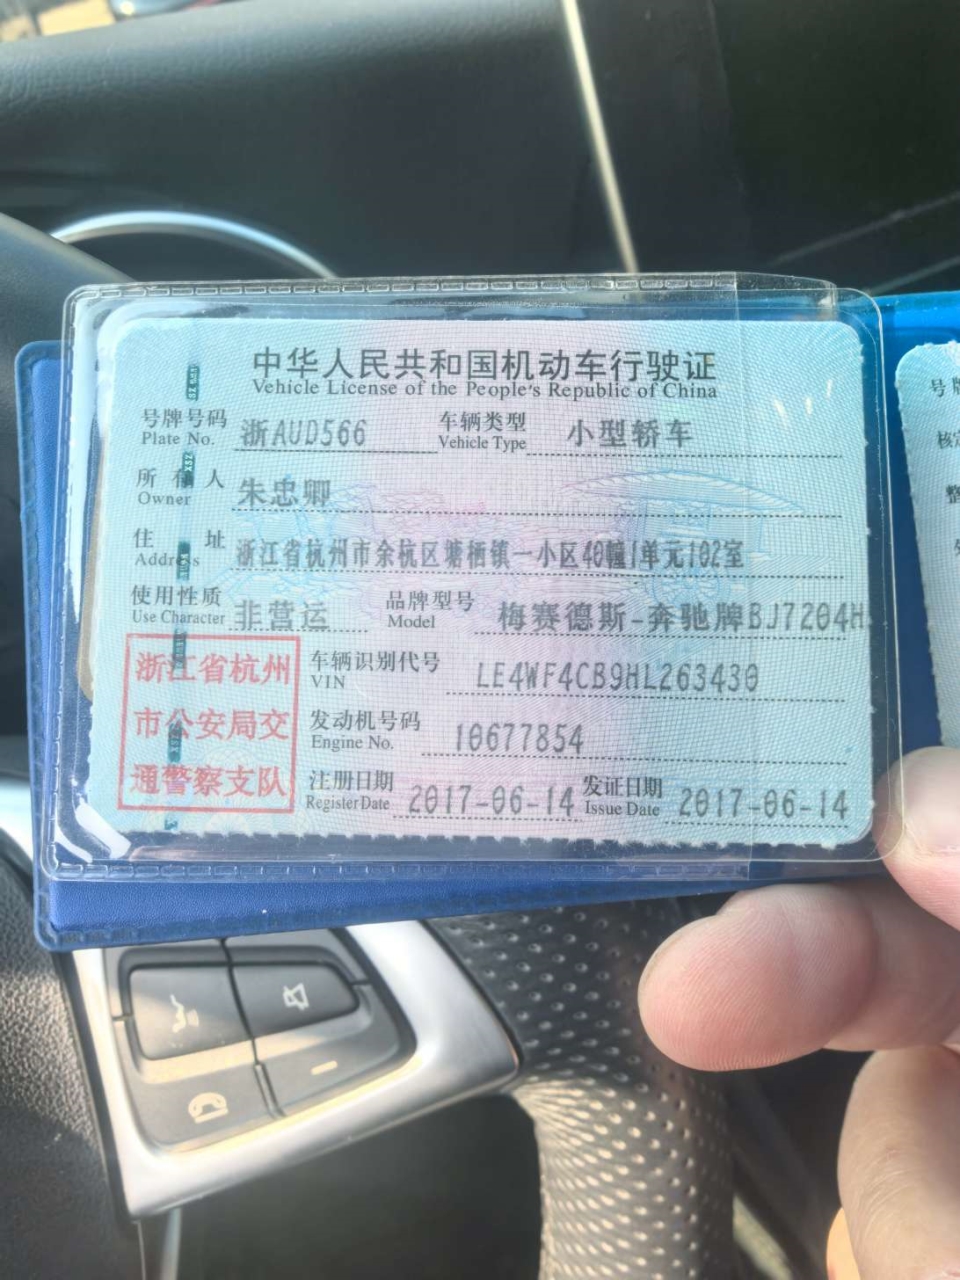 中华人民共和国机动车行驶证
Vehicle License of the People's Republic of China
号牌号码 浙AUD566 车辆类型 小型轿车
Plate No. Vehicle Type
所有人 朱忠卿
Owner
住址 浙江省杭州市余杭区塘栖镇一小区40幢1单元102室
Address
使用性质 非营运 品牌型号 梅赛德斯-奔驰牌BJ7204H
Use Character Model
浙江省杭州
市公安局交
通警察支队
车辆识别代号 LE4WF4CB9HL263430
VIN
发动机号码 10677854
Engine No.
注册日期 2017-06-14 发证日期 2017-06-14
Register Date Issue Date
号牌
核定